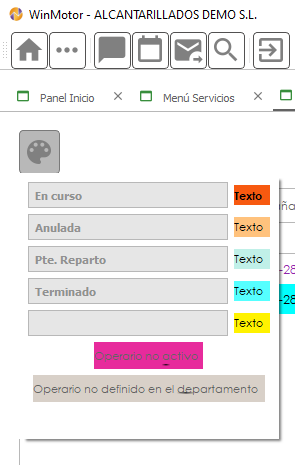 WinMotor - ALCANTARILLADOS DEMO S.L.
Panel Inicio Menú Servicios
ña
En curso Texto
Anulada Texto
Pte. Reparto Texto
-28
Terminado Texto
-28
Texto
Operario no activo
Operario no definido en el departamento